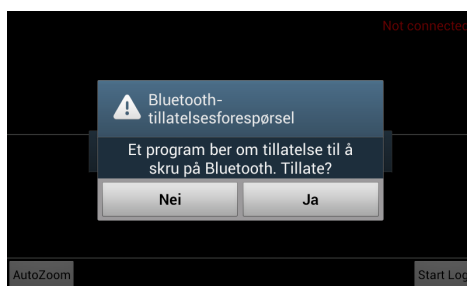 Not connected
Bluetooth-
tillatelsesforespørsel
Et program ber om tillatelse til å
skru på Bluetooth. Tillate?
Nei
Ja
AutoZoom
Start Log